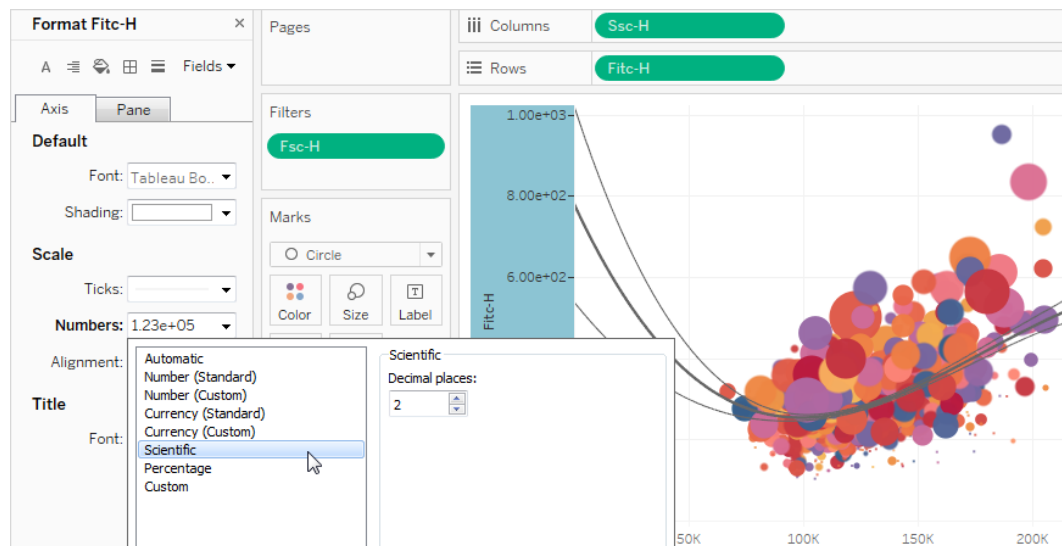 Format Fitc-H
Fields
Axis
Pane
Default
Font: Tableau Bo..
Shading:
Scale
Ticks:
Numbers: 1.23e+05
Alignment:
Title
Font:
Automatic
Number (Standard)
Number (Custom)
Currency (Standard)
Currency (Custom)
Scientific
Percentage
Custom
Scientific
Decimal places:
2
Pages
Filters
Fsc-H
Marks
Circle
Color
Size
Label
Columns
Ssc-H
Rows
Fitc-H
1.00e+03
8.00e+02
6.00e+02
Fitc-H
50K
100K
150K
200K